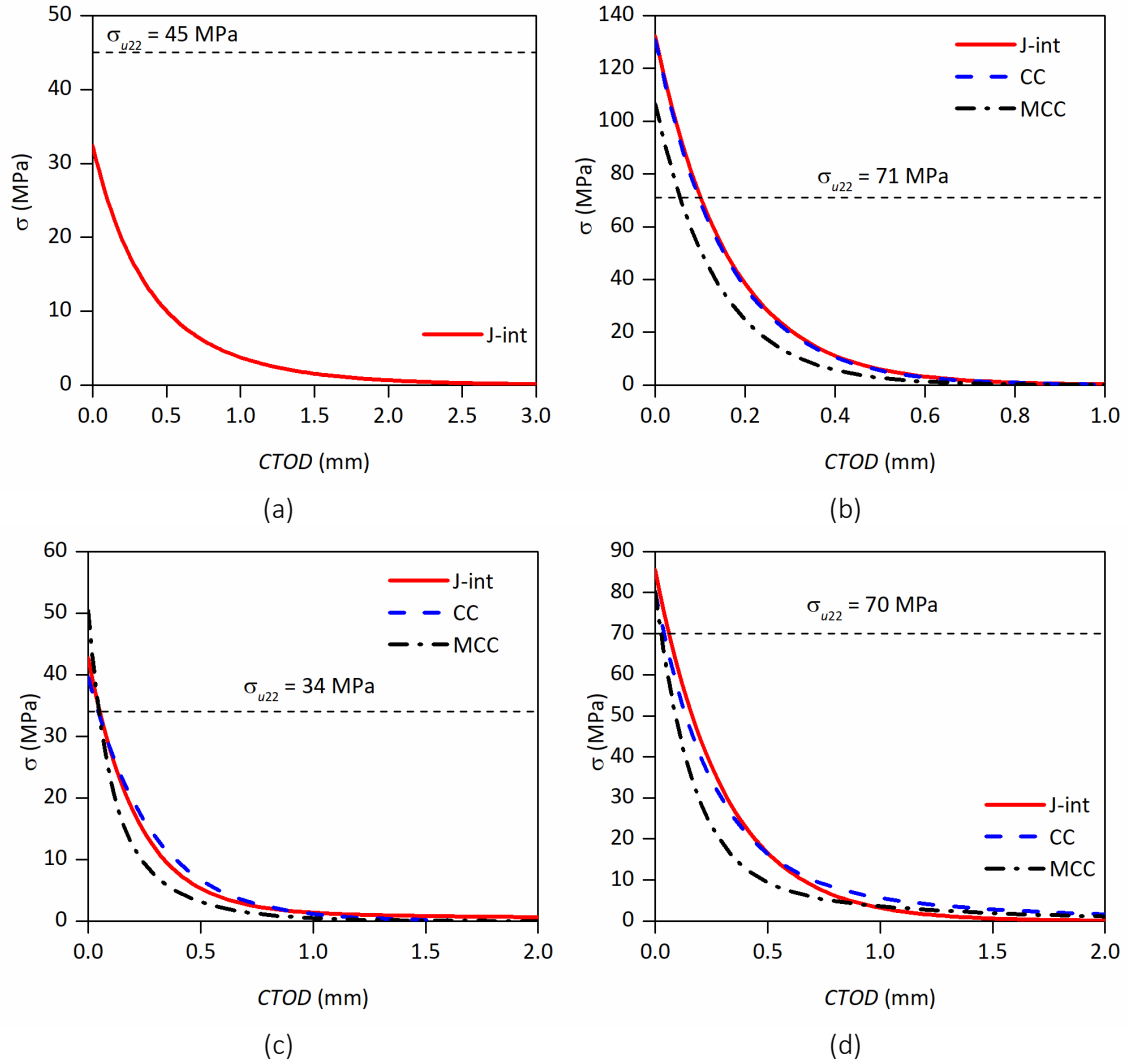 50
40
30
20
10
0
σ (MPa)
σu22 = 45 MPa
J-int
0.0 0.5 1.0 1.5 2.0 2.5 3.0
CTOD (mm)
(a)
140
120
100
80
60
40
20
0
σ (MPa)
J-int
CC
MCC
σu22 = 71 MPa
0.0 0.2 0.4 0.6 0.8 1.0
CTOD (mm)
(b)
60
50
40
30
20
10
0
σ (MPa)
J-int
CC
MCC
σu22 = 34 MPa
0.0 0.5 1.0 1.5 2.0
CTOD (mm)
(c)
90
80
70
60
50
40
30
20
10
0
σ (MPa)
σu22 = 70 MPa
J-int
CC
MCC
0.0 0.5 1.0 1.5 2.0
CTOD (mm)
(d)